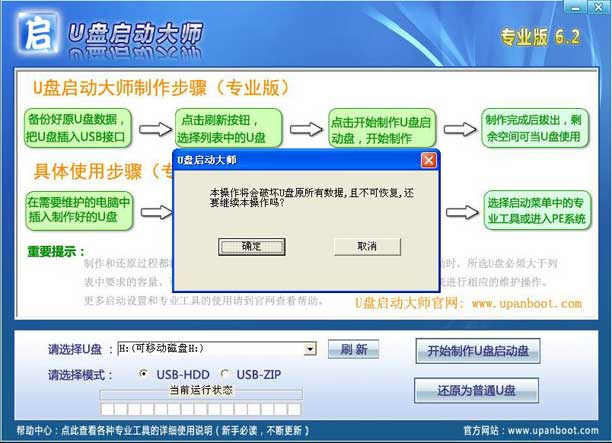 启 U盘启动大师
专业版 6.2
U盘启动大师制作步骤（专业版）
备份好原U盘数据，
把U盘插入USB接口
点击刷新按钮，
选择列表中的U盘
点击开始制作U盘启
动盘，开始制作
制作完成后拔出，剩
余空间可当U盘使用
具体使用步骤（专
在需要维护的电脑中
插入制作好的U盘
选择启动菜单中的专
业工具或进入PE系统
U盘启动大师
本操作将会破坏U盘原所有数据,且不可恢复,还
要继续本操作吗?
确定
取消
重要提示：
制作和还原过程都
动时，所选U盘必须大于列
表中要求的容量。
进行相应的维护操作。
更多启动设置和专业工具的使用请到官网查看帮助。
U盘启动大师官网: www.upanboot.com
请选择U盘：
H:(可移动磁盘H:)
刷 新
开始制作U盘启动盘
请选择模式：
USB-HDD
USB-ZIP
当前运行状态
还原为普通U盘
帮助中心：点此查看各种专业工具的详细使用说明（新手必读，不断更新）
官方网站：www.upanboot.com